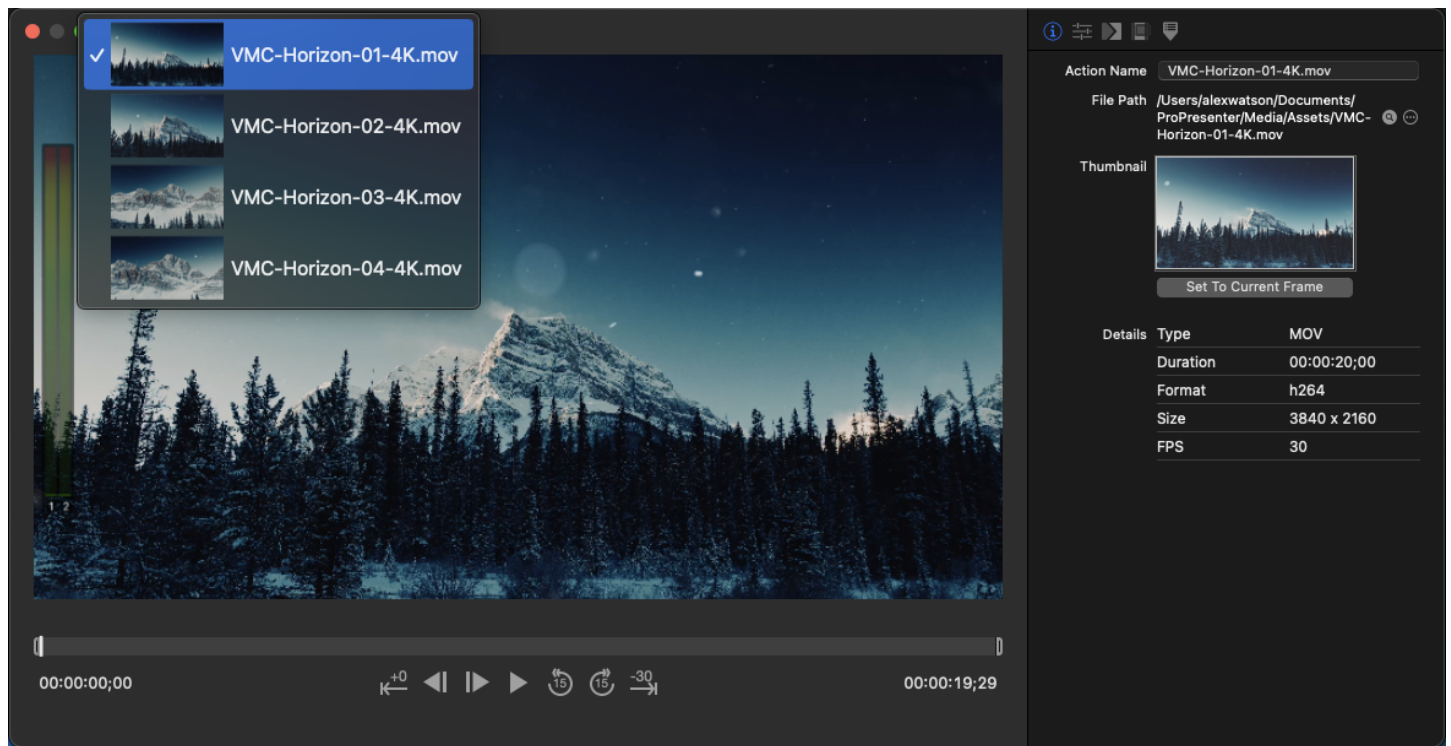 VMC-Horizon-01-4K.mov
VMC-Horizon-02-4K.mov
VMC-Horizon-03-4K.mov
VMC-Horizon-04-4K.mov
1 2
00:00:00;00
+0
15
15
-30
00:00:19;29
Action Name VMC-Horizon-01-4K.mov
File Path /Users/alexwatson/Documents/
ProPresenter/Media/Assets/VMC-
Horizon-01-4K.mov
Thumbnail
Set To Current Frame
Details Type MOV
Duration 00:00:20;00
Format h264
Size 3840 x 2160
FPS 30